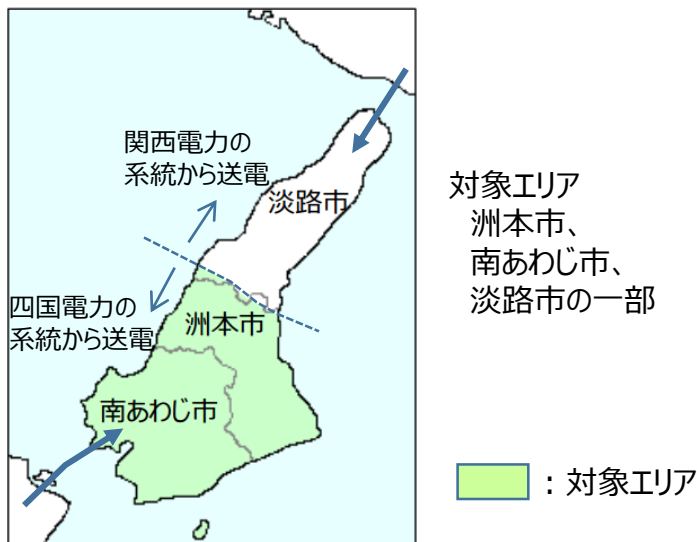 関西電力の
系統から送電
淡路市
四国電力の
系統から送電
洲本市
南あわじ市
対象エリア
洲本市、
南あわじ市、
淡路市の一部
：対象エリア